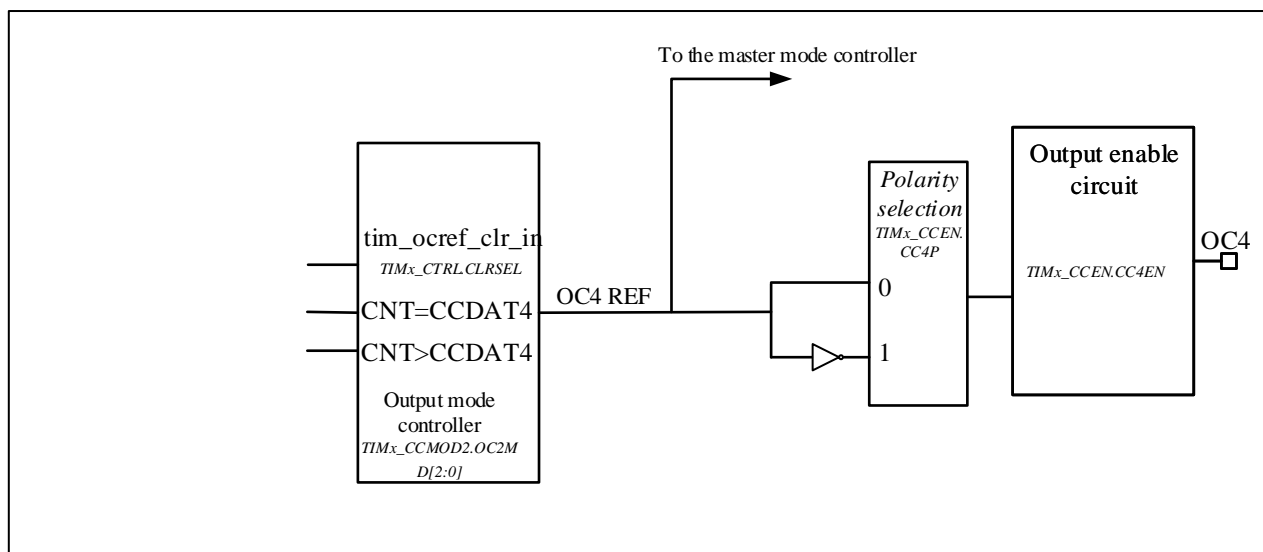 To the master mode controller
tim_ocref_clr_in
TIMx_CTRL.CLRSEL
CNT=CCDAT4
CNT>CCDAT4
Output mode
controller
TIMx_CCMOD2.OC2M
D[2:0]
OC4 REF
Polarity
selection
TIMx_CCEN.
CC4P
0
1
Output enable
circuit
TIMx_CCEN.CC4EN
OC4